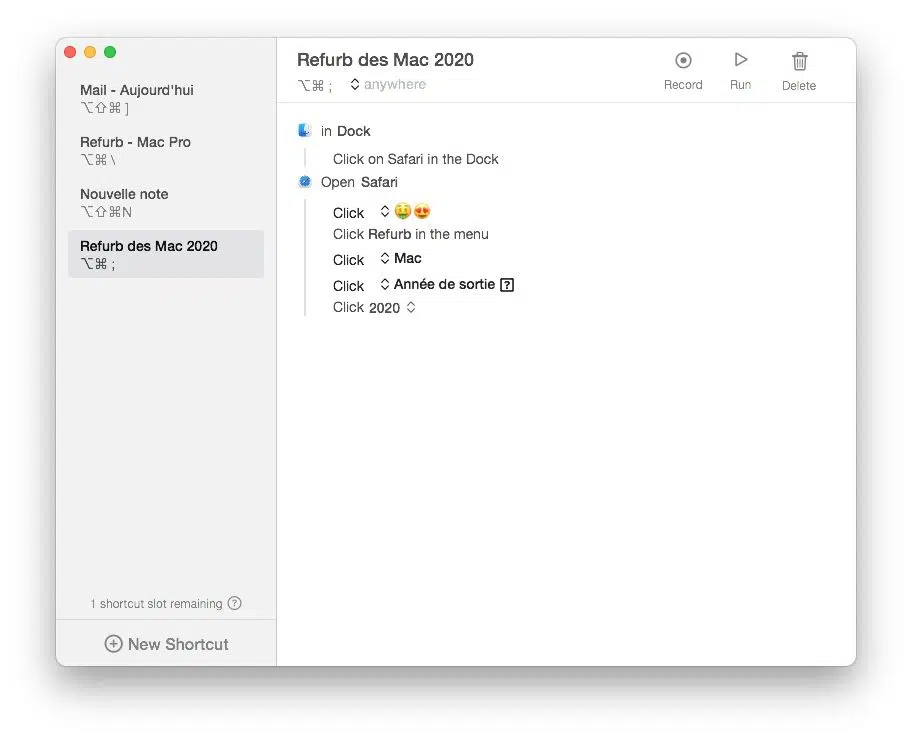 Mail - Aujourd'hui
⌥⇧⌘]
Refurb - Mac Pro
⌥⌘\
Nouvelle note
⌥⇧⌘N
Refurb des Mac 2020
⌥⌘;
1 shortcut slot remaining ?
New Shortcut
Refurb des Mac 2020
⌥⌘; anywhere
Record Run Delete
in Dock
Click on Safari in the Dock
Open Safari
Click 🤑😍
Click Refurb in the menu
Click Mac
Click Année de sortie ?
Click 2020